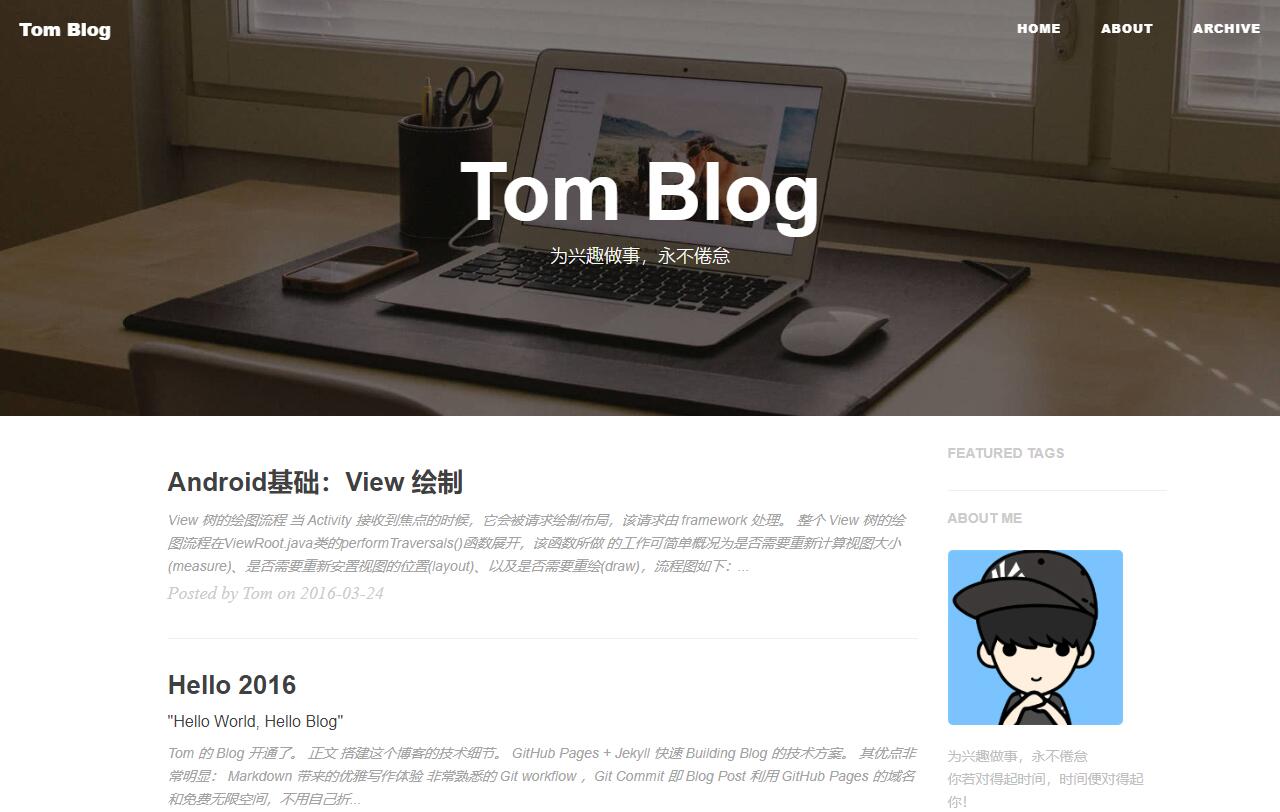 Tom Blog
HOME
ABOUT
ARCHIVE
Tom Blog
为兴趣做事，永不倦怠
Android基础：View 绘制
View 树的绘图流程 当 Activity 接收到焦点的时候，它会被请求绘制布局，该请求由 framework 处理。 整个 View 树的绘
图流程在ViewRoot.java类的performTraversals()函数展开，该函数所做 的工作可简单概况为是否需要重新计算视图大小
(measure)、是否需要重新安置视图的位置(layout)、以及是否需要重绘(draw)，流程图如下：...
Posted by Tom on 2016-03-24
Hello 2016
"Hello World, Hello Blog"
Tom 的 Blog 开通了。 正文 搭建这个博客的技术细节。 GitHub Pages + Jekyll 快速 Building Blog 的技术方案。 其优点非
常明显： Markdown 带来的优雅写作体验 非常熟悉的 Git workflow ，Git Commit 即 Blog Post 利用 GitHub Pages 的域名
和免费无限空间，不用自己折...
FEATURED TAGS
ABOUT ME
为兴趣做事，永不倦怠
你若对得起时间，时间便对得起
你！